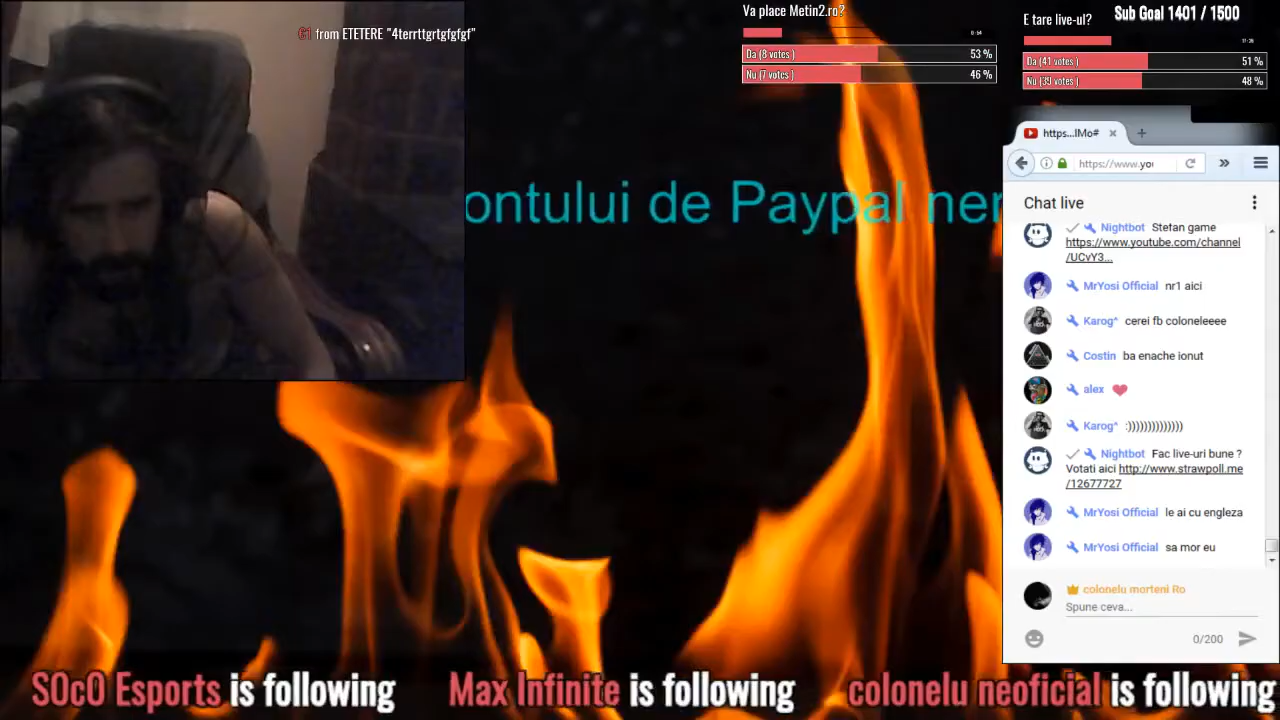 €1 from ETETERE "4terrttgrtgfgfgf"
Va place Metin2.ro?
0:54
Da (8 votes ) 53 %
Nu (7 votes ) 46 %
Sub Goal 1401 / 1500
E tare live-ul?
Da (41 votes ) 51 %
Nu (39 votes ) 48 %
ontului de Paypal ner
https...lMo#
https://www.you
Chat live
Nightbot Stefan game
https://www.youtube.com/channel
/UCvY3...
MrYosi Official nr1 aici
Karog^ cerei fb coloneleeee
Costin ba enache ionut
alex
Karog^ :))))))))))))))
Nightbot Fac live-uri bune ?
Votati aici http://www.strawpoll.me
/12677727
MrYosi Official le ai cu engleza
MrYosi Official sa mor eu
colonelu morteni Ro
Spune ceva...
0/200
SOcO Esports is following Max Infinite is following colonelu neoficial is following